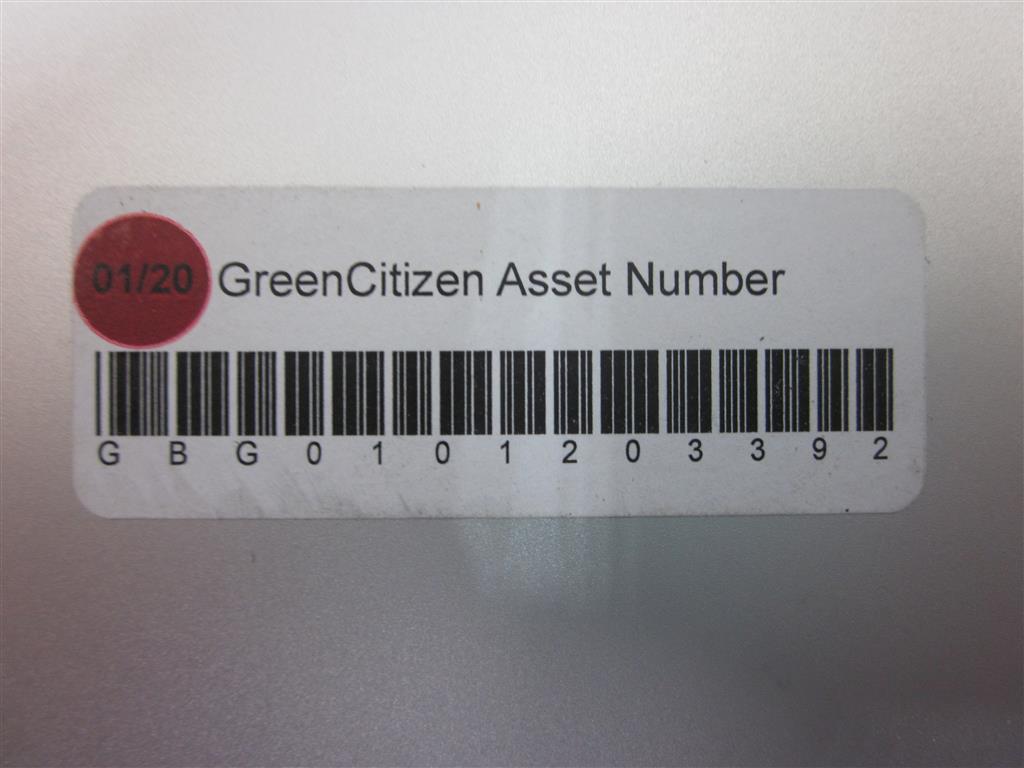 01/20 GreenCitizen Asset Number
G B G 0 1 0 1 2 0 3 3 9 2